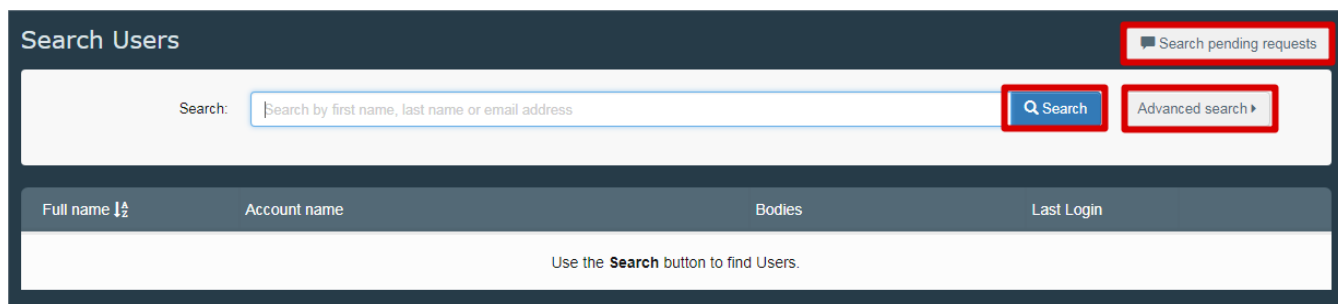 Search Users
Search pending requests
Search: Search by first name, last name or email address Search Advanced search
Full name Account name Bodies Last Login
Use the Search button to find Users.